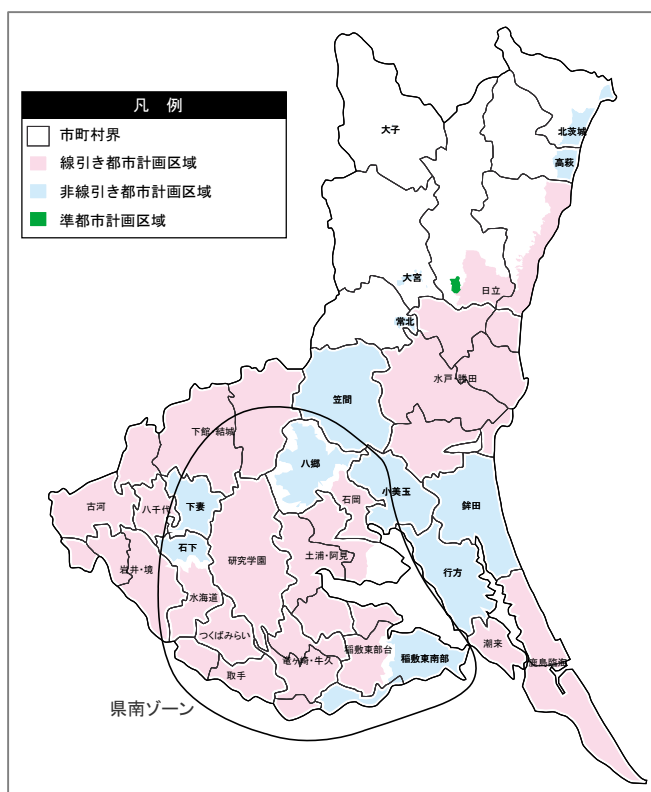 凡 例
市町村界
線引き都市計画区域
非線引き都市計画区域
準都市計画区域
大子
北茨城
高萩
大宮
日立
常北
水戸・勝田
笠間
下館・結城
八郷
小美玉
鉾田
石岡
古河
八千代
下妻
石下
研究学園
土浦・阿見
行方
岩井・境
水海道
つくばみらい
稲敷東部台
潮来
鹿島臨海
竜ヶ崎・牛久
稲敷東南部
取手
県南ゾーン